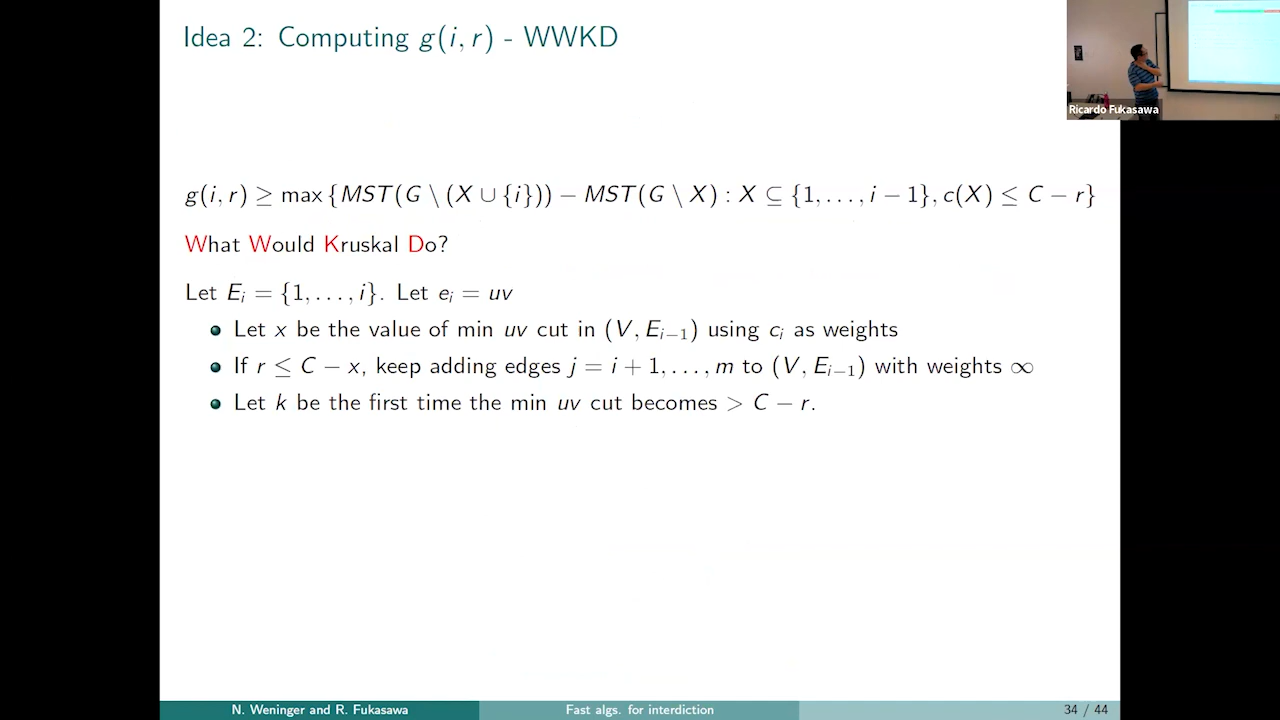 Idea 2: Computing g(i, r) - WWKD
Ricardo Fukasawa
g(i, r) ≥ max {MST(G \ (X ∪ {i})) − MST(G \ X) : X ⊆ {1, . . . , i − 1}, c(X) ≤ C − r}
What Would Kruskal Do?
Let E_i = {1, . . . , i}. Let e_i = uv
• Let x be the value of min uv cut in (V, E_{i−1}) using c_i as weights
• If r ≤ C − x, keep adding edges j = i + 1, . . . , m to (V, E_{i−1}) with weights ∞
• Let k be the first time the min uv cut becomes > C − r.
N. Weninger and R. Fukasawa
Fast algs. for interdiction
34 / 44